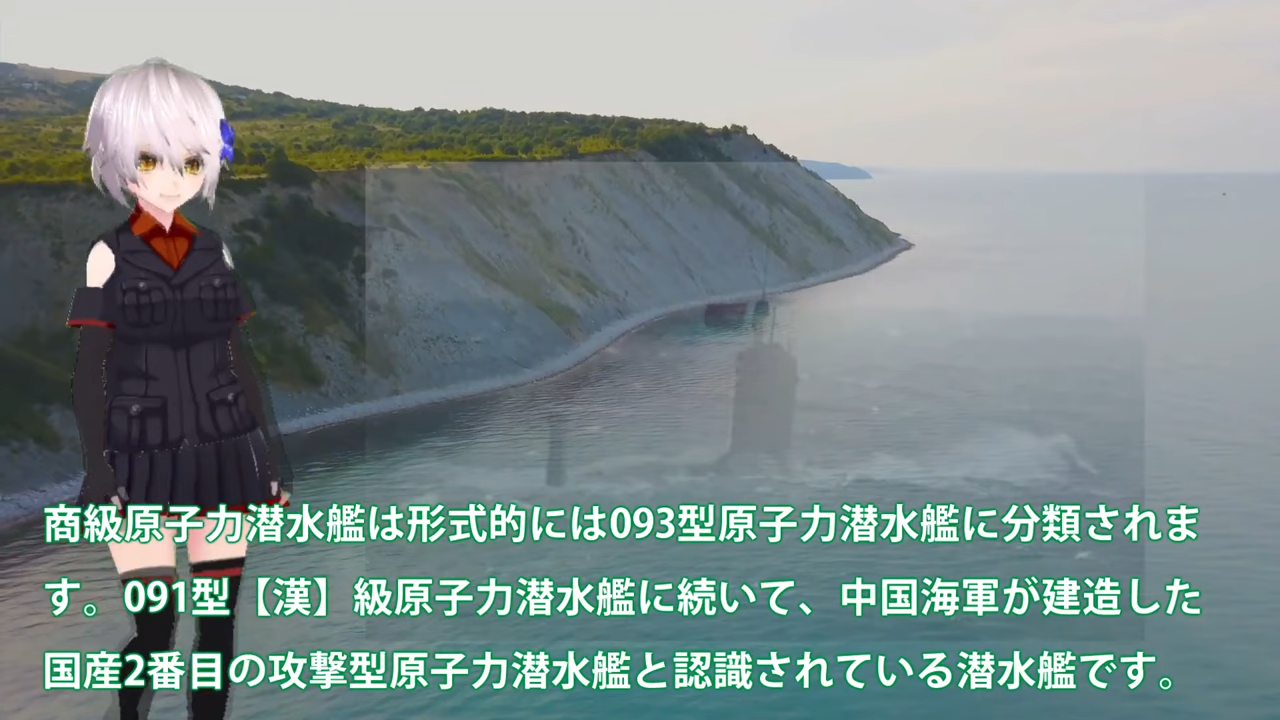 商級原子力潜水艦は形式的には093型原子力潜水艦に分類されま
す。091型【漢】級原子力潜水艦に続いて、中国海軍が建造した
国産2番目の攻撃型原子力潜水艦と認識されている潜水艦です。